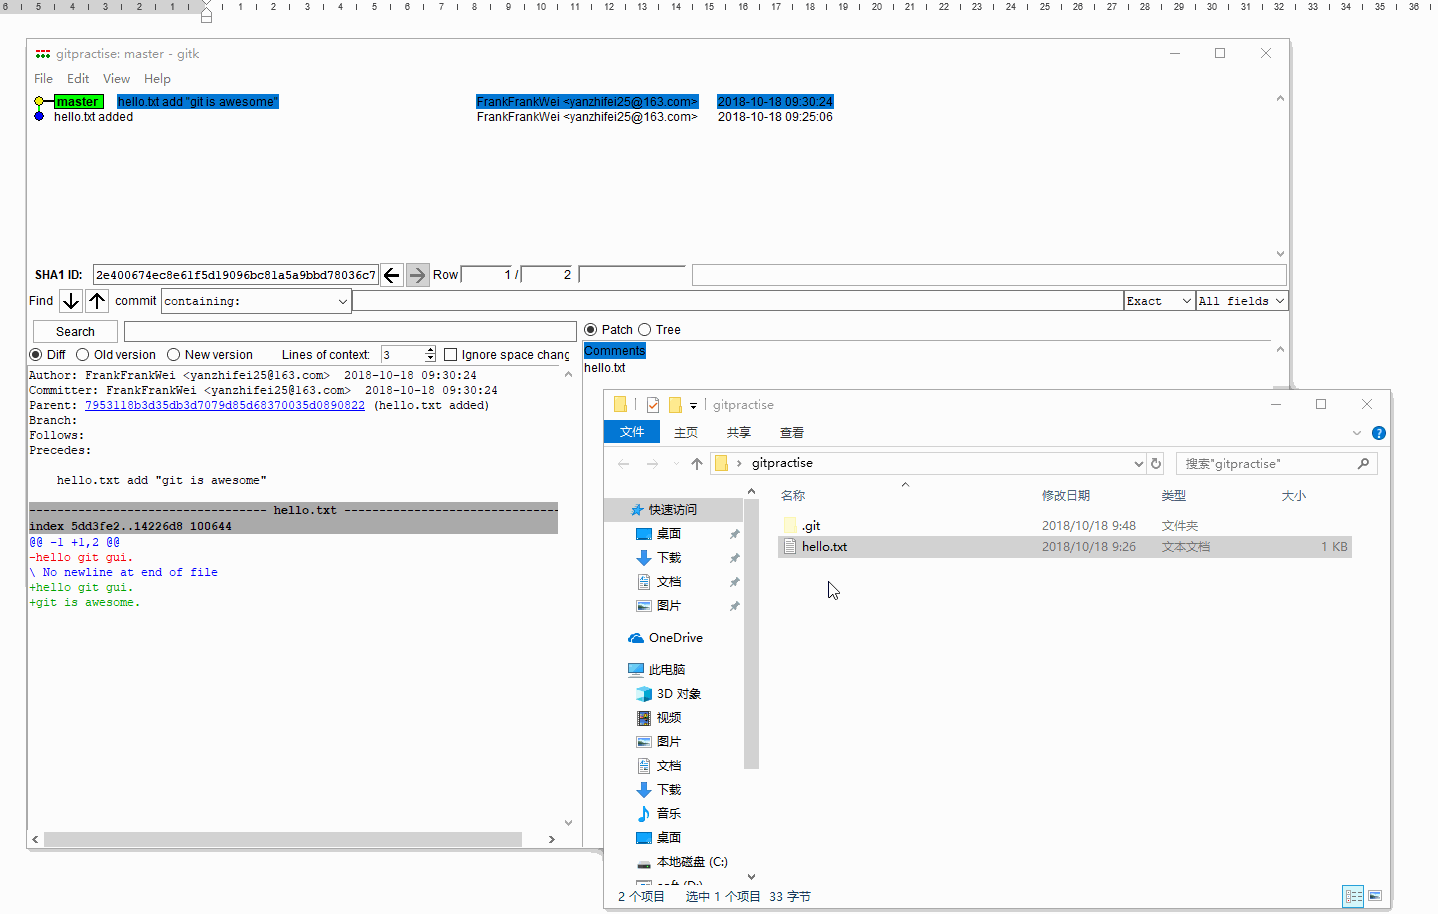 6 5 4 3 2 1 1 2 3 4 5 6 7 8 9 10 11 12 13 14 15 16 17 18 19 20 21 22 23 24 25 26 27 28 29 30 31 32 33 34 35 36
gitpractise: master - gitk
File Edit View Help
master hello.txt add "git is awesome" FrankFrankWei <yanzhifei25@163.com> 2018-10-18 09:30:24
hello.txt added FrankFrankWei <yanzhifei25@163.com> 2018-10-18 09:25:06
SHA1 ID: 2e400674ec8e61f5d19096bc81a5a9bbd78036c7 Row 1 / 2
Find commit containing: Exact All fields
Search
Patch Tree
Diff Old version New version Lines of context: 3 Ignore space chang
Comments
hello.txt
Author: FrankFrankWei <yanzhifei25@163.com> 2018-10-18 09:30:24
Committer: FrankFrankWei <yanzhifei25@163.com> 2018-10-18 09:30:24
Parent: 7953118b3d35db3d7079d85d68370035d0890822 (hello.txt added)
Branch:
Follows:
Precedes:
hello.txt add "git is awesome"
---------------------------------- hello.txt -------------------------------
index 5dd3fe2..14226d8 100644
@@ -1 +1,2 @@
-hello git gui.
\ No newline at end of file
+hello git gui.
+git is awesome.
gitpractise
文件 主页 共享 查看
gitpractise 搜索"gitpractise"
名称 修改日期 类型 大小
.git 2018/10/18 9:48 文件夹
hello.txt 2018/10/18 9:26 文本文档 1 KB
快速访问
桌面
下载
文档
图片
OneDrive
此电脑
3D 对象
视频
图片
文档
下载
音乐
桌面
本地磁盘 (C:)
soft (D:)
2 个项目 选中 1 个项目 33 字节